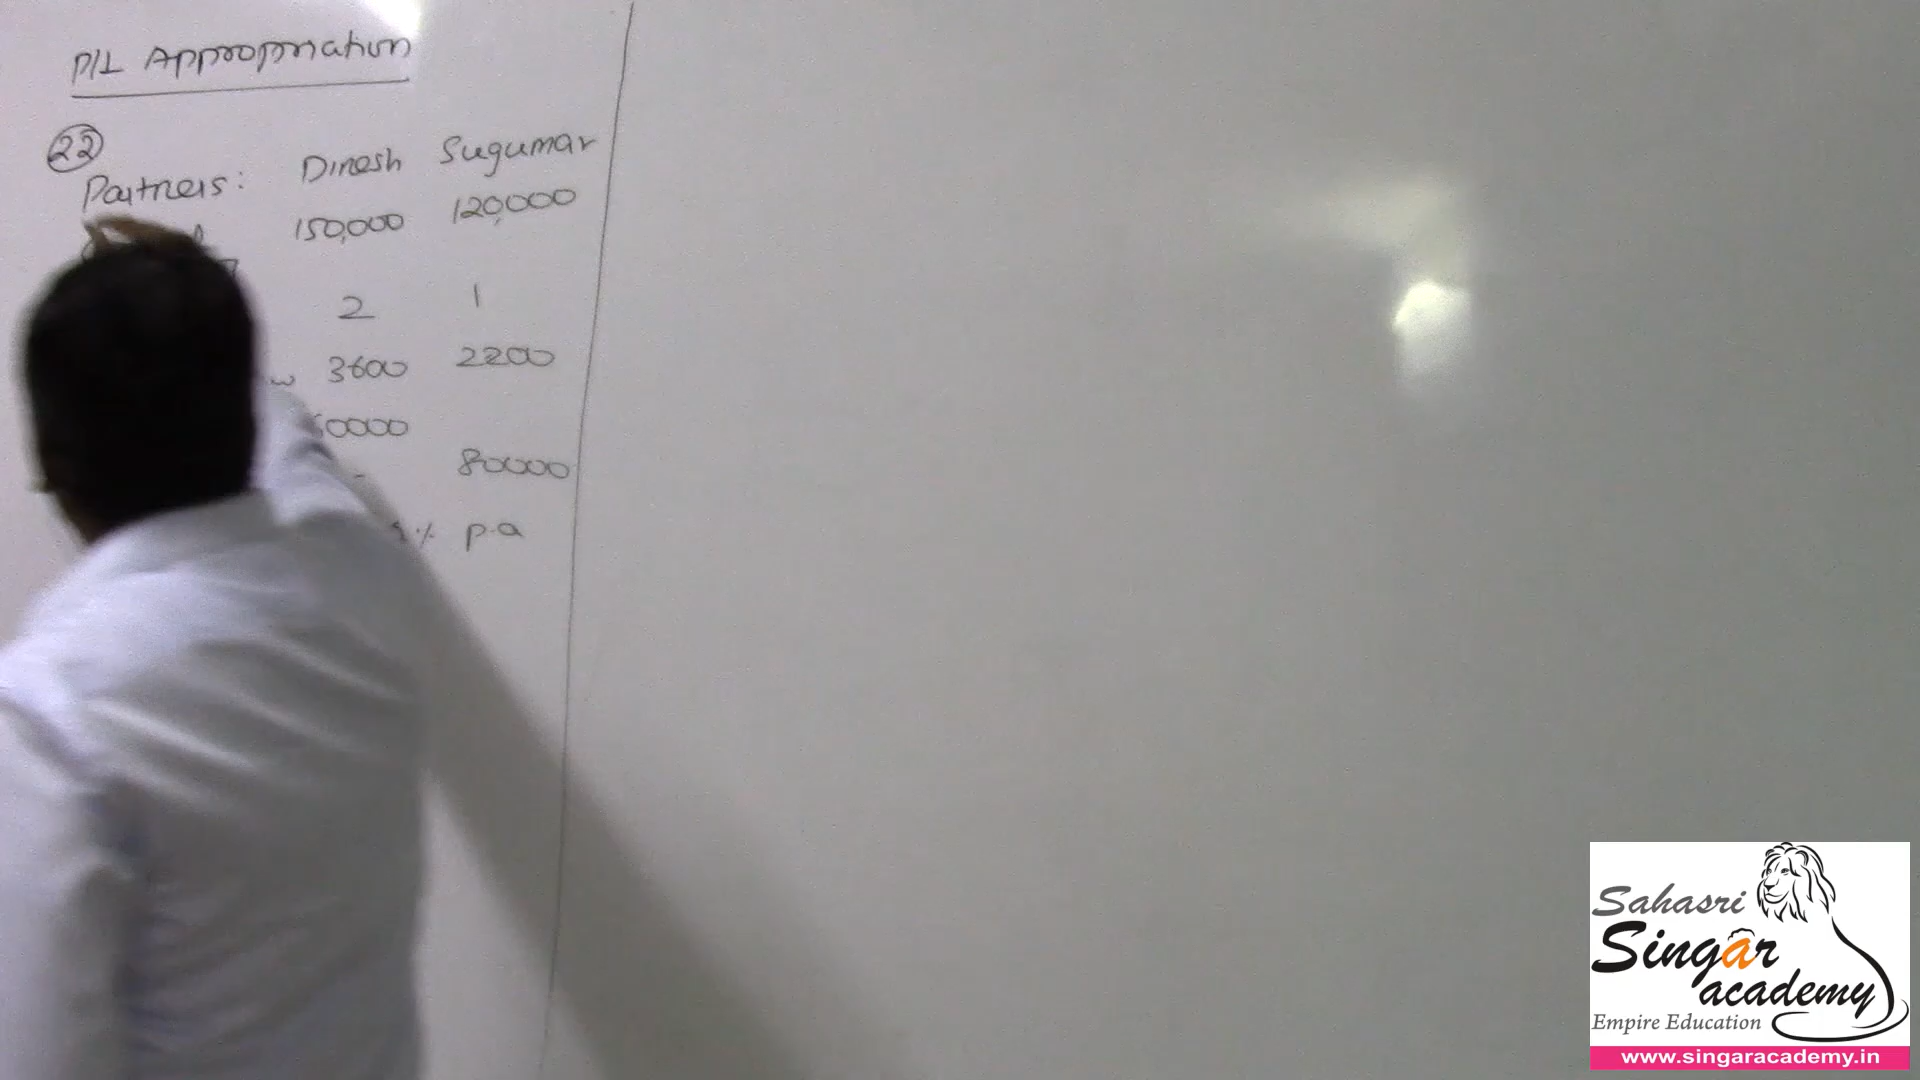 P/L Appropriation
22
Partners: Dinesh Sugumar
150,000 120,000
2 1
3600 2200
0000
- 80000
% p.a
Sahasri
Singar
academy
Empire Education
www.singaracademy.in